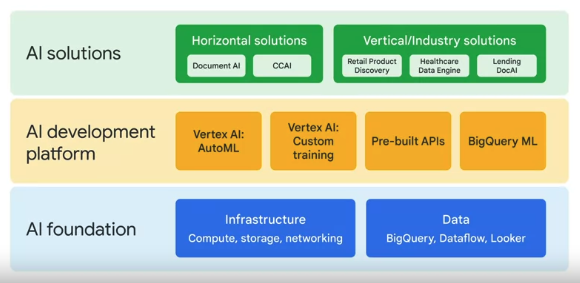 AI solutions
Horizontal solutions
Document AI
CCAI
Vertical/Industry solutions
Retail Product
Discovery
Healthcare
Data Engine
Lending
DocAI
AI development
platform
Vertex AI:
AutoML
Vertex AI:
Custom
training
Pre-built APIs
BigQuery ML
AI foundation
Infrastructure
Compute, storage, networking
Data
BigQuery, Dataflow, Looker